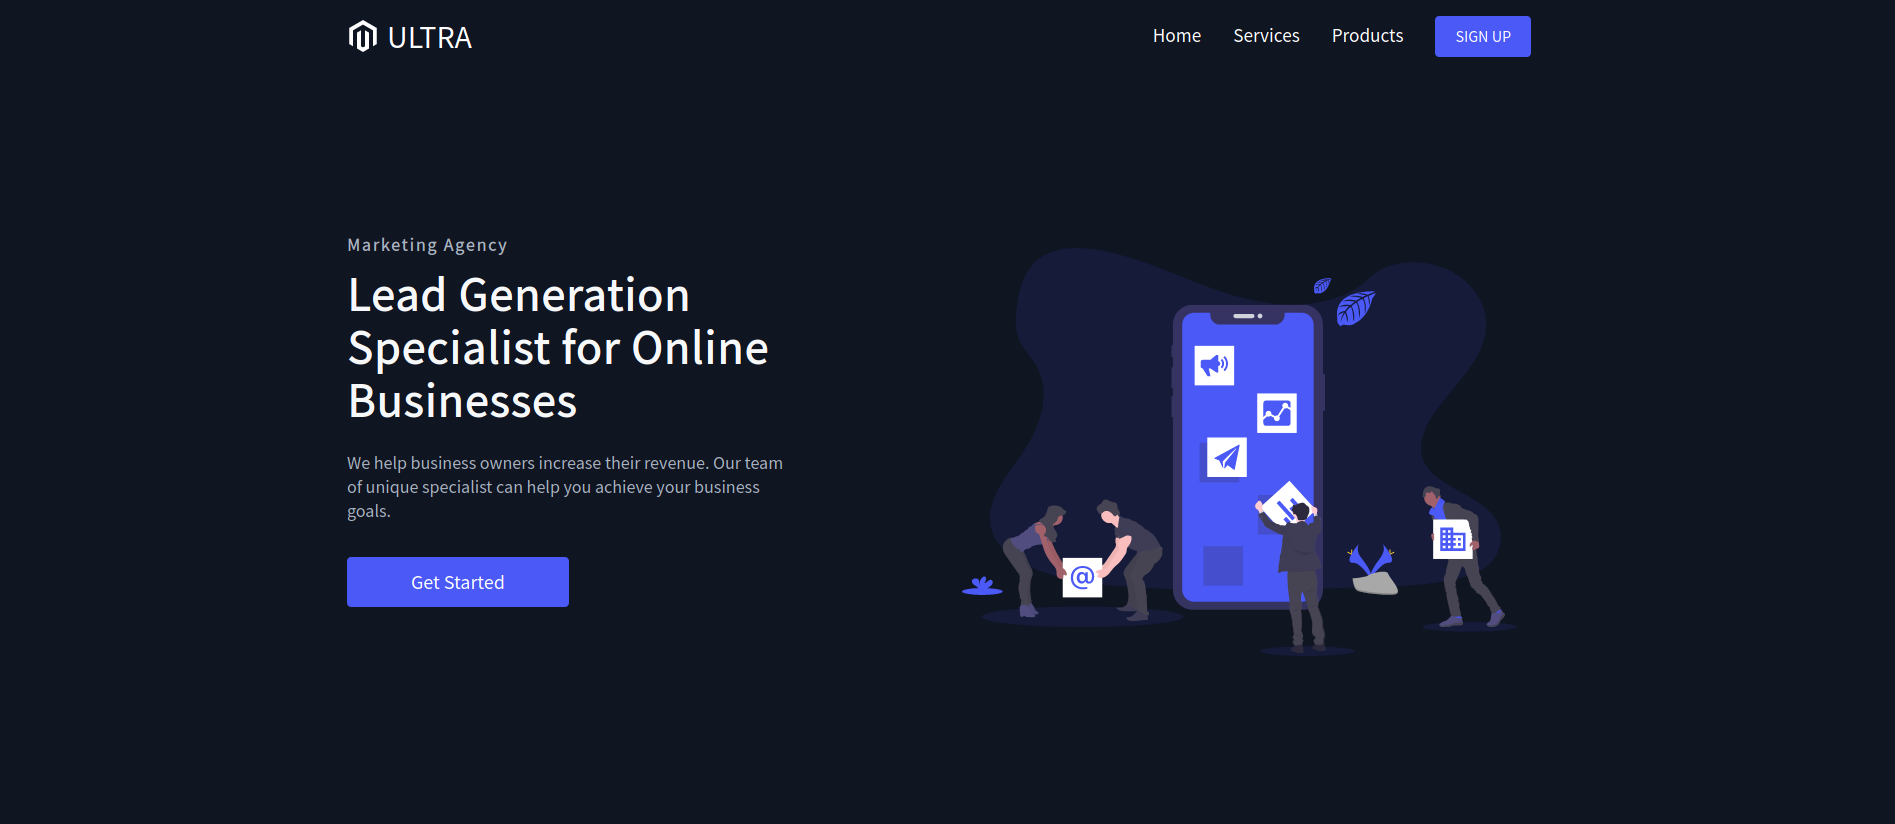 ULTRA
Home Services Products SIGN UP
Marketing Agency
Lead Generation
Specialist for Online
Businesses
We help business owners increase their revenue. Our team
of unique specialist can help you achieve your business
goals.
Get Started
@